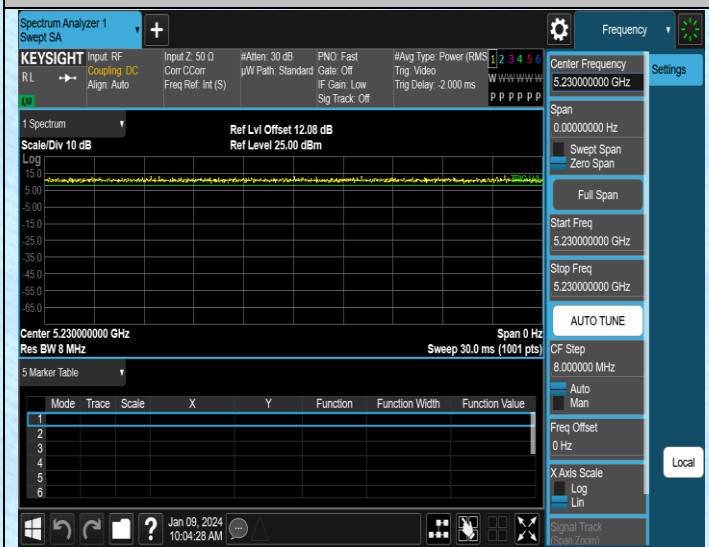 Spectrum Analyzer 1
Swept SA
Frequency
KEYSIGHT
RL
LXI
Input: RF
Coupling: DC
Align: Auto
Input Z: 50 Ω
Corr CCorr
Freq Ref: Int (S)
#Atten: 30 dB
µW Path: Standard
PNO: Fast
Gate: Off
IF Gain: Low
Sig Track: Off
#Avg Type: Power (RMS
Trig: Video
Trig Delay: -2.000 ms
1 2 3 4 5 6
W W W W W W
P P P P P P
1 Spectrum
Scale/Div 10 dB
Ref Lvl Offset 12.08 dB
Ref Level 25.00 dBm
Log
15.0
5.00
-5.00
-15.0
-25.0
-35.0
-45.0
-55.0
-65.0
TRIG LVL
Center 5.230000000 GHz
Span 0 Hz
Res BW 8 MHz
Sweep 30.0 ms (1001 pts)
5 Marker Table
Mode Trace Scale X Y Function Function Width Function Value
1
2
3
4
5
6
Jan 09, 2024
10:04:28 AM
Center Frequency
5.230000000 GHz
Span
0.00000000 Hz
Swept Span
Zero Span
Full Span
Start Freq
5.230000000 GHz
Stop Freq
5.230000000 GHz
AUTO TUNE
CF Step
8.000000 MHz
Auto
Man
Freq Offset
0 Hz
X Axis Scale
Log
Lin
Signal Track
(Span Zoom)
Settings
Local